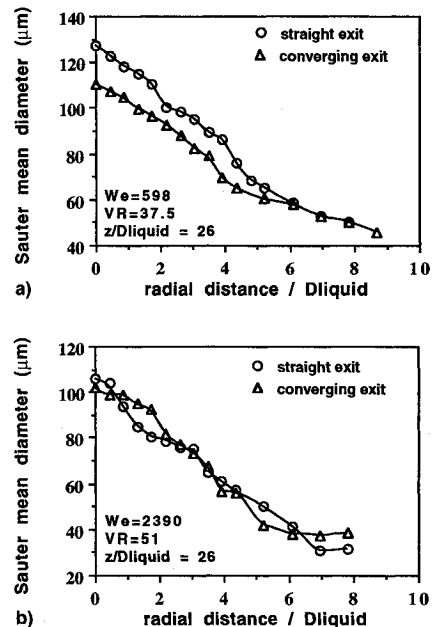 140
120
100
80
60
40
Sauter mean diameter (μm)
straight exit
converging exit
We=598
VR=37.5
z/Dliquid = 26
0 2 4 6 8 10
a) radial distance / Dliquid
120
100
80
60
40
20
Sauter mean diameter (μm)
straight exit
converging exit
We=2390
VR=51
z/Dliquid = 26
0 2 4 6 8 10
b) radial distance / Dliquid